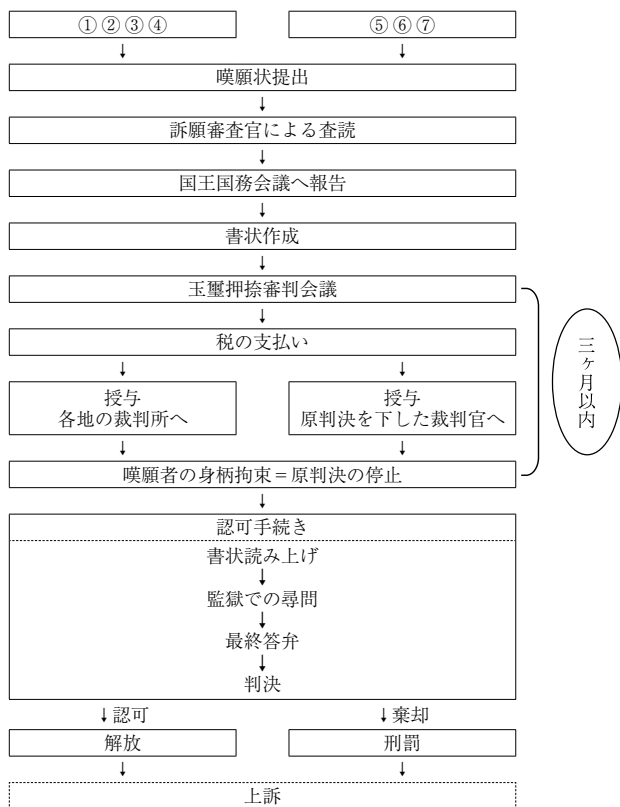 ①②③④
⑤⑥⑦
↓ ↓
嘆願状提出
↓
訴願審査官による査読
↓
国王国務会議へ報告
↓
書状作成
↓
玉璽押捺審判会議
↓
税の支払い
↓ ↓
授与
各地の裁判所へ
授与
原判決を下した裁判官へ
三ヶ月以内
↓ ↓
嘆願者の身柄拘束＝原判決の停止
↓
認可手続き
書状読み上げ
↓
監獄での尋問
↓
最終答弁
↓
判決
↓認可
↓棄却
解放
刑罰
↓ ↓
上訴